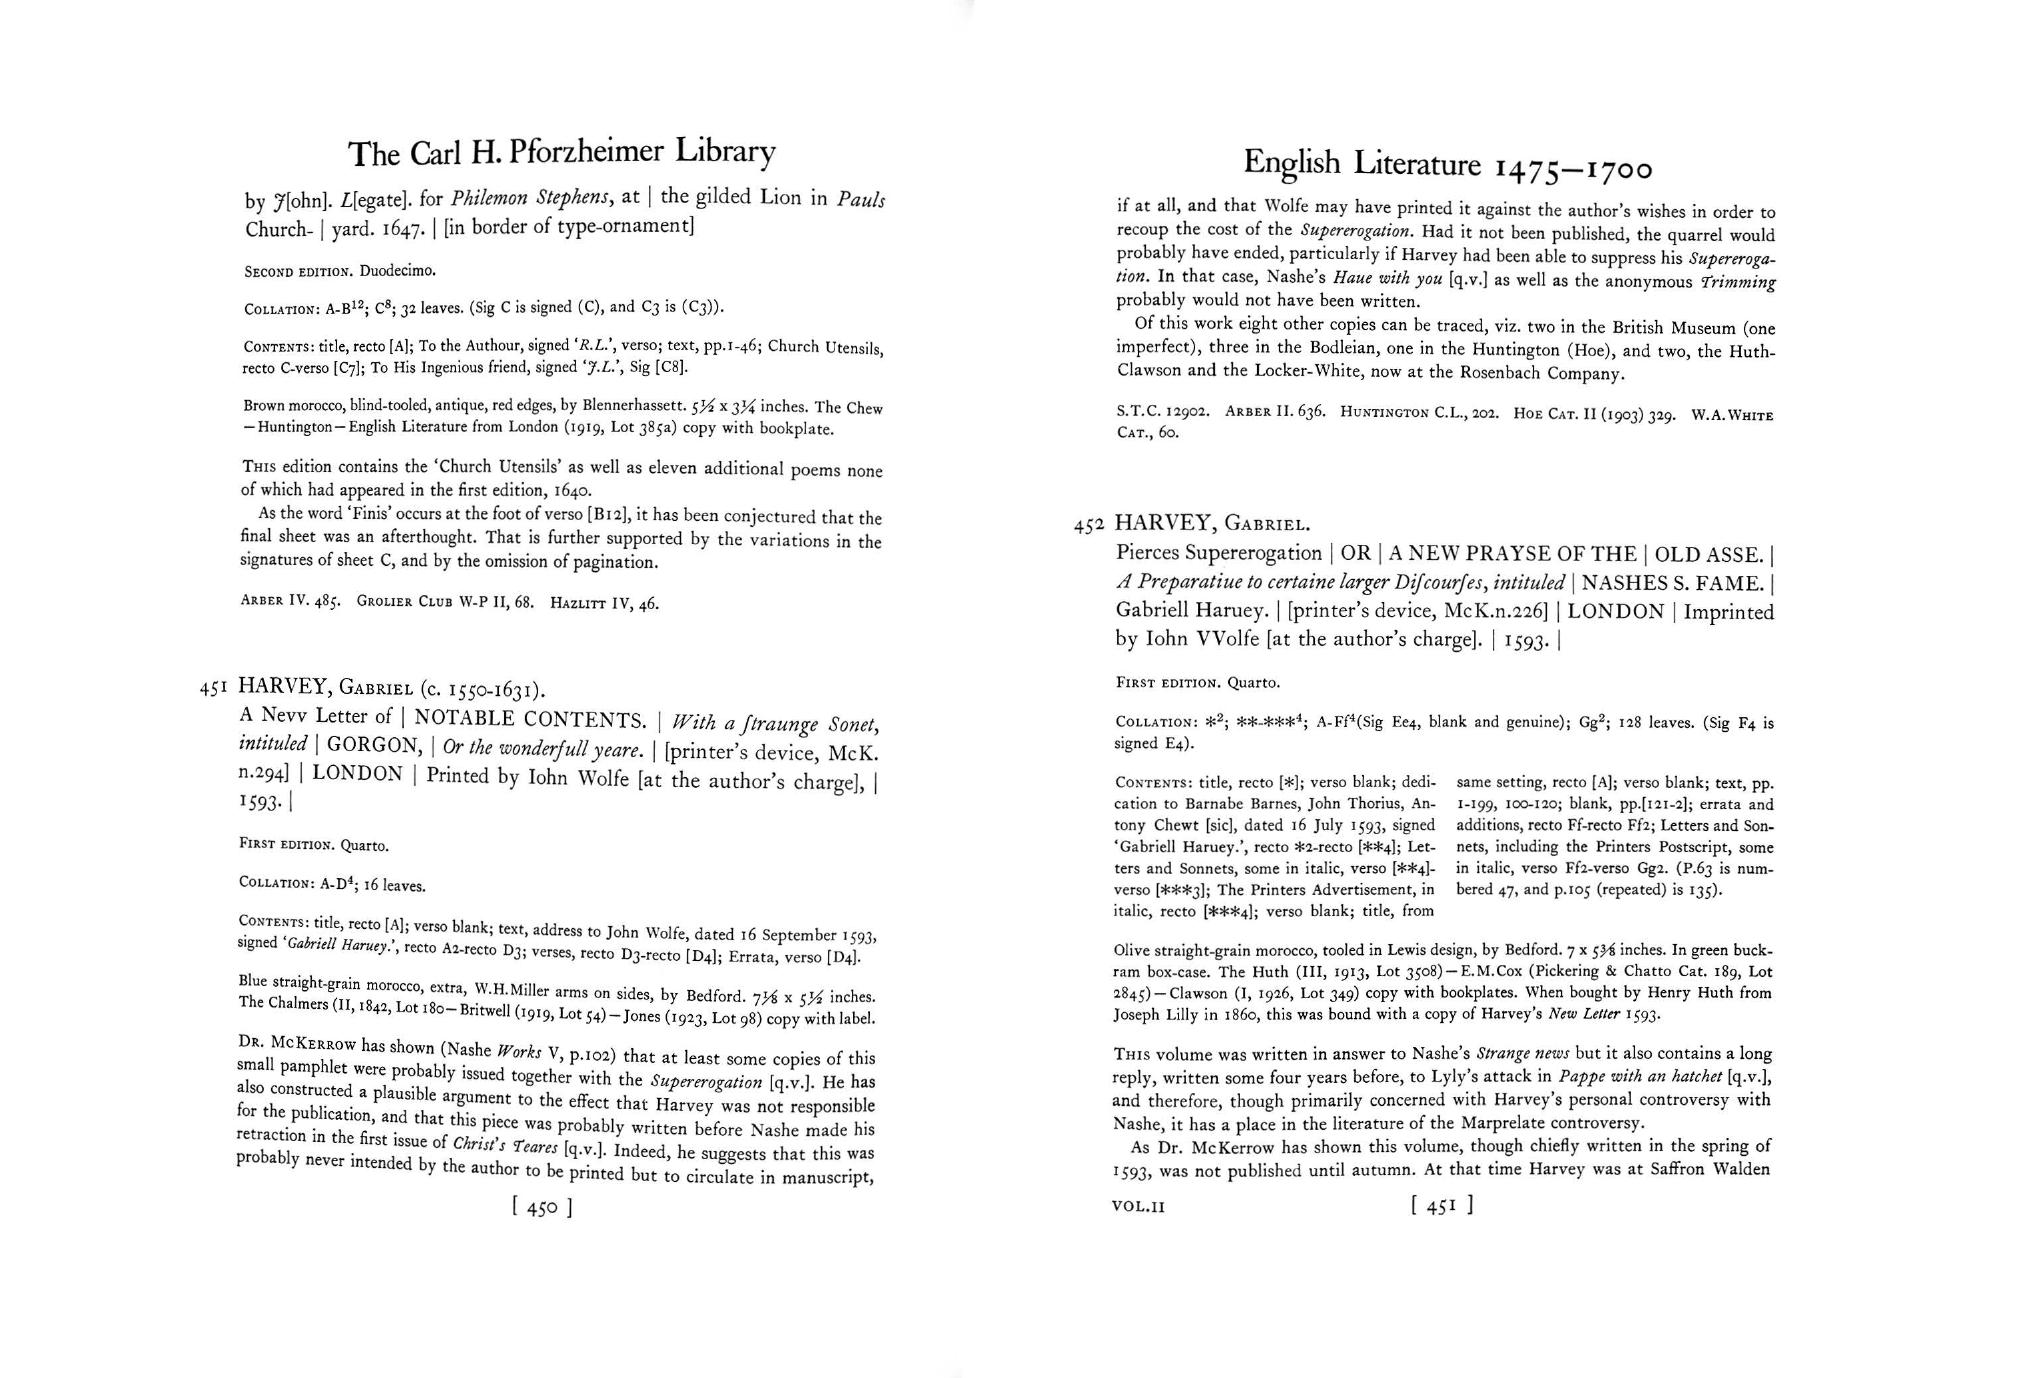 The Carl H. Pforzheimer Library
by J[ohn]. L[egate]. for Philemon Stephens, at | the gilded Lion in Pauls
Church- | yard. 1647. | [in border of type-ornament]
SECOND EDITION. Duodecimo.
COLLATION: A-B¹²; C⁸; 32 leaves. (Sig C is signed (C), and C3 is (C3)).
CONTENTS: title, recto [A]; To the Authour, signed ‘R.L.’, verso; text, pp.1-46; Church Utensils,
recto C-verso [C7]; To His Ingenious friend, signed ‘J.L.’, Sig [C8].
Brown morocco, blind-tooled, antique, red edges, by Blennerhassett. 5½ x 3¼ inches. The Chew
—Huntington—English Literature from London (1919, Lot 385a) copy with bookplate.
THIS edition contains the ‘Church Utensils’ as well as eleven additional poems none
of which had appeared in the first edition, 1640.
As the word ‘Finis’ occurs at the foot of verso [B12], it has been conjectured that the
final sheet was an afterthought. That is further supported by the variations in the
signatures of sheet C, and by the omission of pagination.
ARBER IV. 485. GROLIER CLUB W-P II, 68. HAZLITT IV, 46.
451 HARVEY, GABRIEL (c. 1550-1631).
A Nevv Letter of | NOTABLE CONTENTS. | With a ſtraunge Sonet,
intituled | GORGON, | Or the wonderfull yeare. | [printer’s device, McK.
n.294] | LONDON | Printed by Iohn Wolfe [at the author’s charge], |
1593. |
FIRST EDITION. Quarto.
COLLATION: A-D⁴; 16 leaves.
CONTENTS: title, recto [A]; verso blank; text, address to John Wolfe, dated 16 September 1593,
signed ‘Gabriell Haruey.’, recto A2-recto D3; verses, recto D3-recto [D4]; Errata, verso [D4].
Blue straight-grain morocco, extra, W.H.Miller arms on sides, by Bedford. 7⅛ x 5½ inches.
The Chalmers (II, 1842, Lot 180—Britwell (1919, Lot 54)—Jones (1923, Lot 98) copy with label.
DR. MCKERROW has shown (Nashe Works V, p.102) that at least some copies of this
small pamphlet were probably issued together with the Supererogation [q.v.]. He has
also constructed a plausible argument to the effect that Harvey was not responsible
for the publication, and that this piece was probably written before Nashe made his
retraction in the first issue of Christ’s Teares [q.v.]. Indeed, he suggests that this was
probably never intended by the author to be printed but to circulate in manuscript,
[ 450 ]
English Literature 1475—1700
if at all, and that Wolfe may have printed it against the author’s wishes in order to
recoup the cost of the Supererogation. Had it not been published, the quarrel would
probably have ended, particularly if Harvey had been able to suppress his Supereroga-
tion. In that case, Nashe’s Haue with you [q.v.] as well as the anonymous Trimming
probably would not have been written.
Of this work eight other copies can be traced, viz. two in the British Museum (one
imperfect), three in the Bodleian, one in the Huntington (Hoe), and two, the Huth-
Clawson and the Locker-White, now at the Rosenbach Company.
S.T.C. 12902. ARBER II. 636. HUNTINGTON C.L., 202. HOE CAT. II (1903) 329. W.A.WHITE
CAT., 60.
452 HARVEY, GABRIEL.
Pierces Supererogation | OR | A NEW PRAYSE OF THE | OLD ASSE. |
A Preparatiue to certaine larger Diſcourſes, intituled | NASHES S. FAME. |
Gabriell Haruey. | [printer’s device, McK.n.226] | LONDON | Imprinted
by Iohn VVolfe [at the author’s charge]. | 1593. |
FIRST EDITION. Quarto.
COLLATION: *²; **-***⁴; A-Ff⁴(Sig Ee4, blank and genuine); Gg²; 128 leaves. (Sig F4 is
signed E4).
CONTENTS: title, recto [*]; verso blank; dedi-
cation to Barnabe Barnes, John Thorius, An-
tony Chewt [sic], dated 16 July 1593, signed
‘Gabriell Haruey.’, recto *2-recto [**4]; Let-
ters and Sonnets, some in italic, verso [**4]-
verso [***3]; The Printers Advertisement, in
italic, recto [***4]; verso blank; title, from
same setting, recto [A]; verso blank; text, pp.
1-199, 100-120; blank, pp.[121-2]; errata and
additions, recto Ff-recto Ff2; Letters and Son-
nets, including the Printers Postscript, some
in italic, verso Ff2-verso Gg2. (P.63 is num-
bered 47, and p.105 (repeated) is 135).
Olive straight-grain morocco, tooled in Lewis design, by Bedford. 7 x 5⅜ inches. In green buck-
ram box-case. The Huth (III, 1913, Lot 3508)—E.M.Cox (Pickering & Chatto Cat. 189, Lot
2845)—Clawson (I, 1926, Lot 349) copy with bookplates. When bought by Henry Huth from
Joseph Lilly in 1860, this was bound with a copy of Harvey’s New Letter 1593.
THIS volume was written in answer to Nashe’s Strange news but it also contains a long
reply, written some four years before, to Lyly’s attack in Pappe with an hatchet [q.v.],
and therefore, though primarily concerned with Harvey’s personal controversy with
Nashe, it has a place in the literature of the Marprelate controversy.
As Dr. McKerrow has shown this volume, though chiefly written in the spring of
1593, was not published until autumn. At that time Harvey was at Saffron Walden
VOL.II [ 451 ]